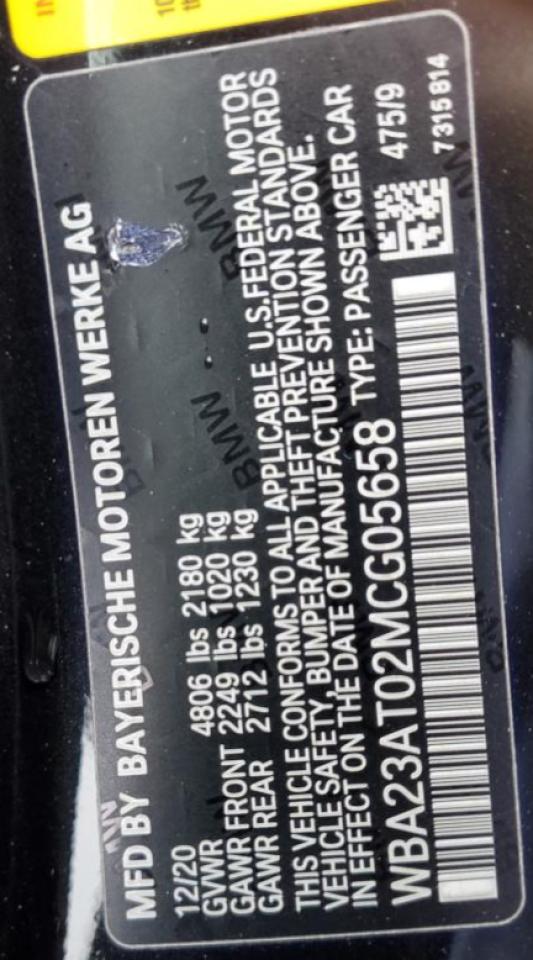 MFD BY BAYERISCHE MOTOREN WERKE AG
12/20
GVWR 4806 lbs 2180 kg
GAWR FRONT 2249 lbs 1020 kg
GAWR REAR 2712 lbs 1230 kg
THIS VEHICLE CONFORMS TO ALL APPLICABLE U.S.FEDERAL MOTOR
VEHICLE SAFETY, BUMPER AND THEFT PREVENTION STANDARDS
IN EFFECT ON THE DATE OF MANUFACTURE SHOWN ABOVE.
WBA23AT02MCG05658 TYPE: PASSENGER CAR
475/9
7315814
BMW
BMW